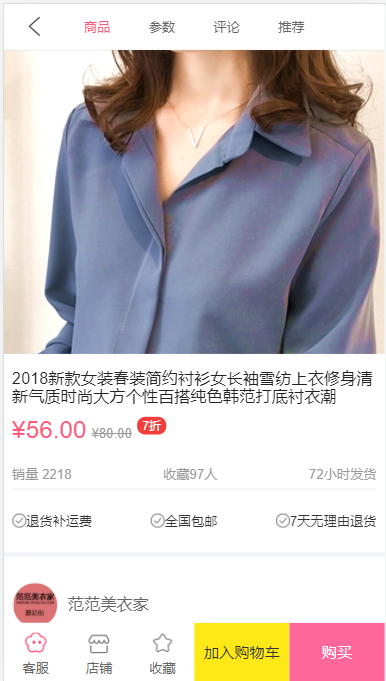 商品 参数 评论 推荐
2018新款女装春装简约衬衫女长袖雪纺上衣修身清
新气质时尚大方个性百搭纯色韩范打底衬衣潮
¥56.00 ¥80.00 7折
销量 2218 收藏97人 72小时发货
退货补运费 全国包邮 7天无理由退货
范范美衣家
蘑菇街
范范美衣家
客服 店铺 收藏 加入购物车 购买